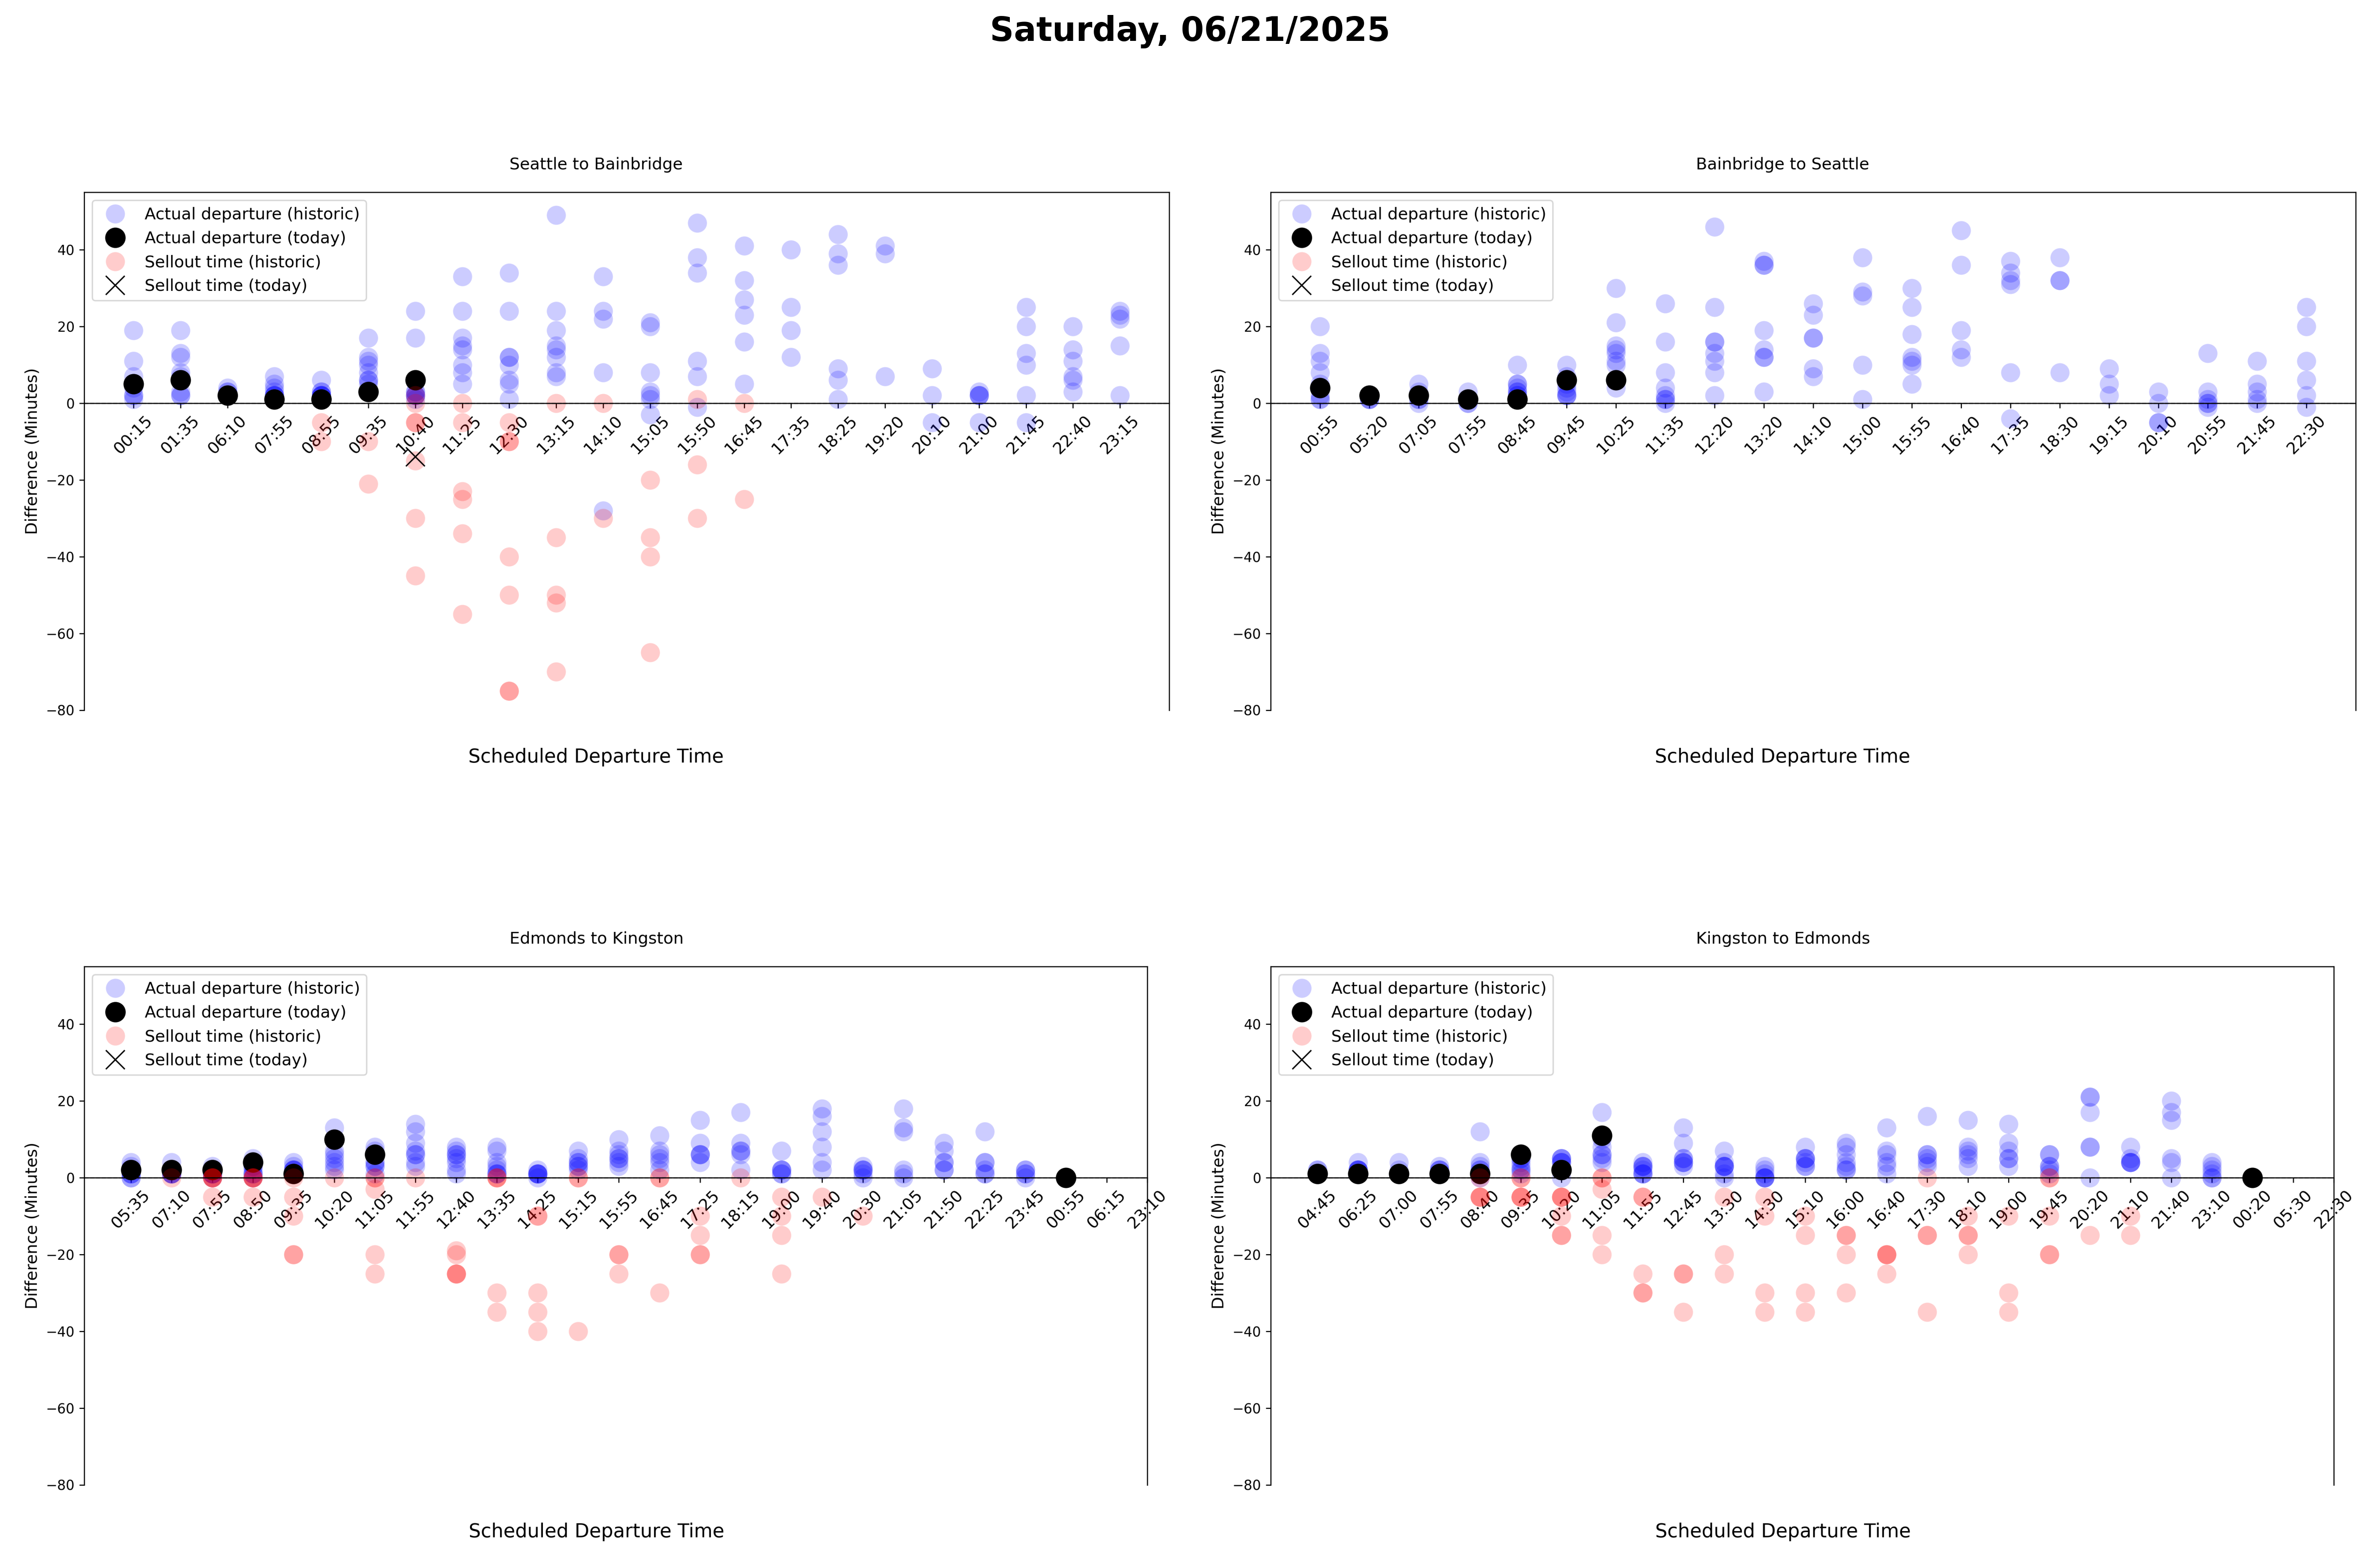 Saturday, 06/21/2025
Seattle to Bainbridge
Actual departure (historic)
Actual departure (today)
Sellout time (historic)
Sellout time (today)
Difference (Minutes)
40
20
0
−20
−40
−60
−80
00:15 01:35 06:10 07:55 08:55 09:35 10:40 11:25 12:30 13:15 14:10 15:05 15:50 16:45 17:35 18:25 19:20 20:10 21:00 21:45 22:40 23:15
Scheduled Departure Time
Bainbridge to Seattle
Actual departure (historic)
Actual departure (today)
Sellout time (historic)
Sellout time (today)
Difference (Minutes)
40
20
0
−20
−40
−60
−80
00:55 05:20 07:05 07:55 08:45 09:45 10:25 11:35 12:20 13:20 14:10 15:00 15:55 16:40 17:35 18:30 19:15 20:10 20:55 21:45 22:30
Scheduled Departure Time
Edmonds to Kingston
Actual departure (historic)
Actual departure (today)
Sellout time (historic)
Sellout time (today)
Difference (Minutes)
40
20
0
−20
−40
−60
−80
05:35 07:10 07:55 08:50 09:35 10:20 11:05 11:55 12:40 13:35 14:25 15:15 15:55 16:45 17:25 18:15 19:00 19:40 20:30 21:05 21:50 22:25 23:45 00:55 06:15 23:10
Scheduled Departure Time
Kingston to Edmonds
Actual departure (historic)
Actual departure (today)
Sellout time (historic)
Sellout time (today)
Difference (Minutes)
40
20
0
−20
−40
−60
−80
04:45 06:25 07:00 07:55 08:40 09:35 10:20 11:05 11:55 12:45 13:30 14:30 15:10 16:00 16:40 17:30 18:10 19:00 19:45 20:20 21:10 21:40 23:10 00:20 05:30 22:30
Scheduled Departure Time